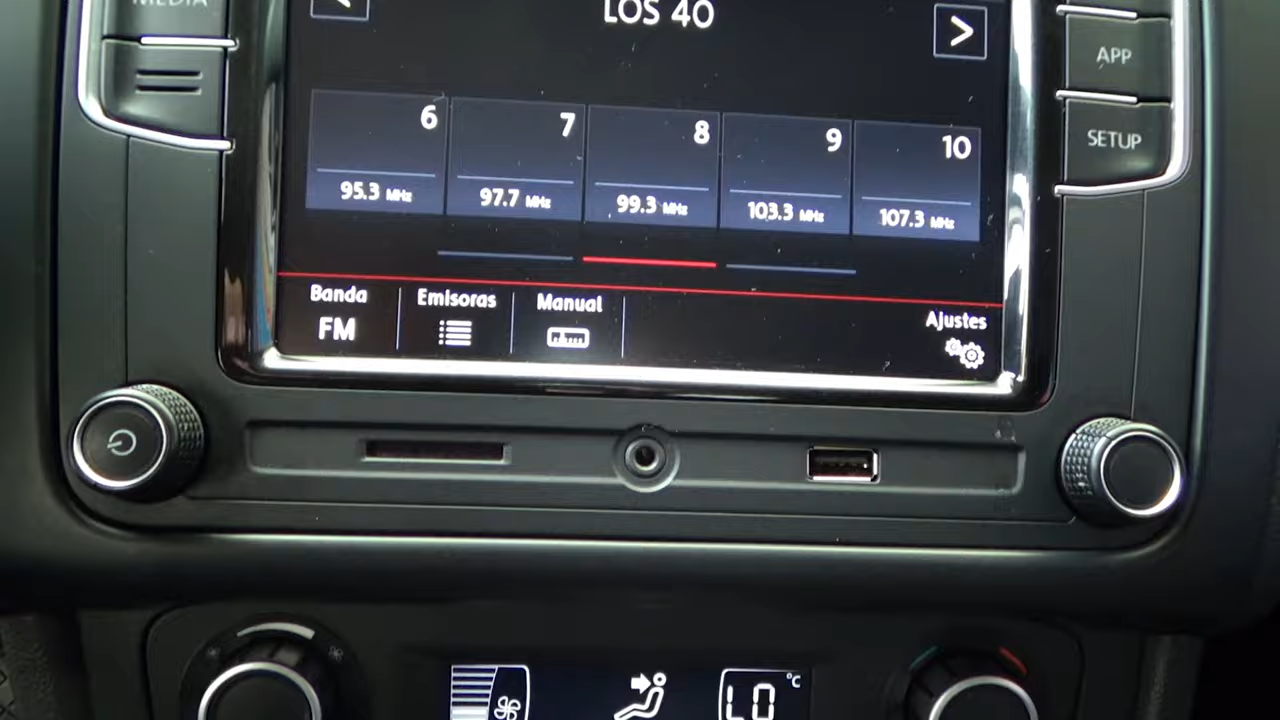 MEDIA
LOS 40
APP
SETUP
6
7
8
9
10
95.3 MHz
97.7 MHz
99.3 MHz
103.3 MHz
107.3 MHz
Banda
FM
Emisoras
Manual
Ajustes
LO °C